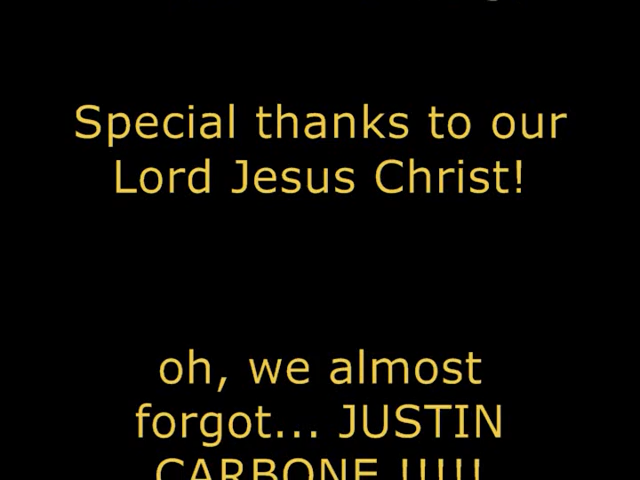 Special thanks to our
Lord Jesus Christ!
oh, we almost
forgot... JUSTIN
CARBONE !!!!!